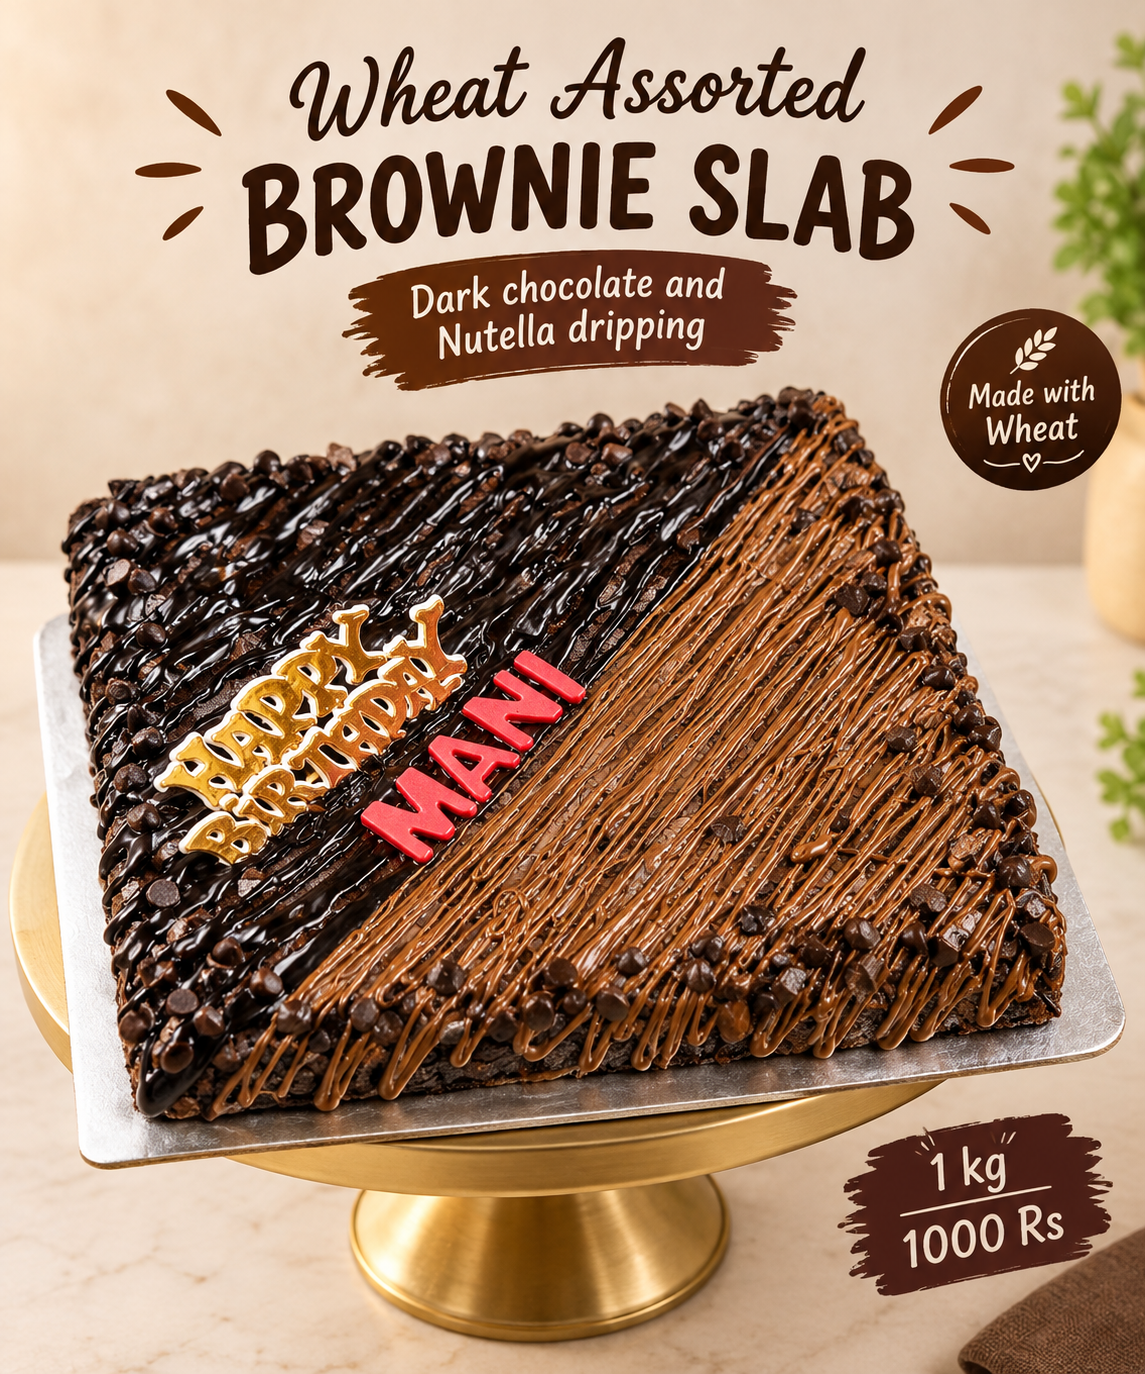 Wheat Assorted
BROWNIE SLAB
Dark chocolate and
Nutella dripping
Made with
Wheat
HAPPY
BIRTHDAY
MANI
1 kg
1000 Rs